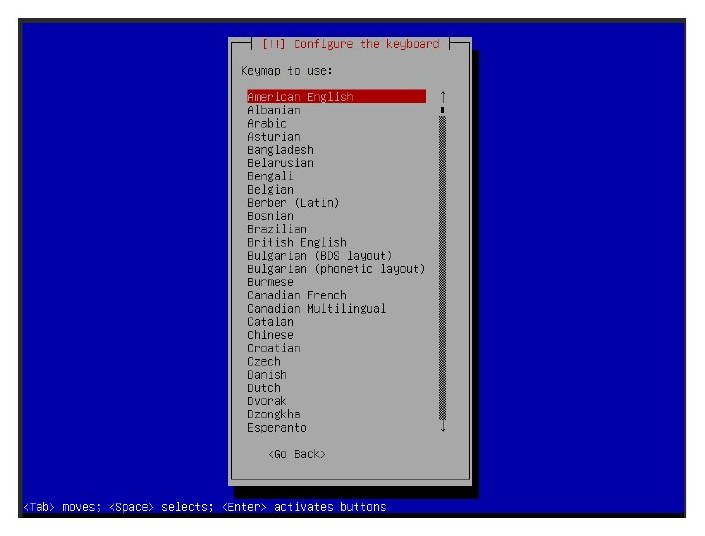 [!!] Configure the keyboard
Keymap to use:
American English
Albanian
Arabic
Asturian
Bangladesh
Belarusian
Bengali
Belgian
Berber (Latin)
Bosnian
Brazilian
British English
Bulgarian (BDS layout)
Bulgarian (phonetic layout)
Burmese
Canadian French
Canadian Multilingual
Catalan
Chinese
Croatian
Czech
Danish
Dutch
Dvorak
Dzongkha
Esperanto
<Go Back>
<Tab> moves; <Space> selects; <Enter> activates buttons